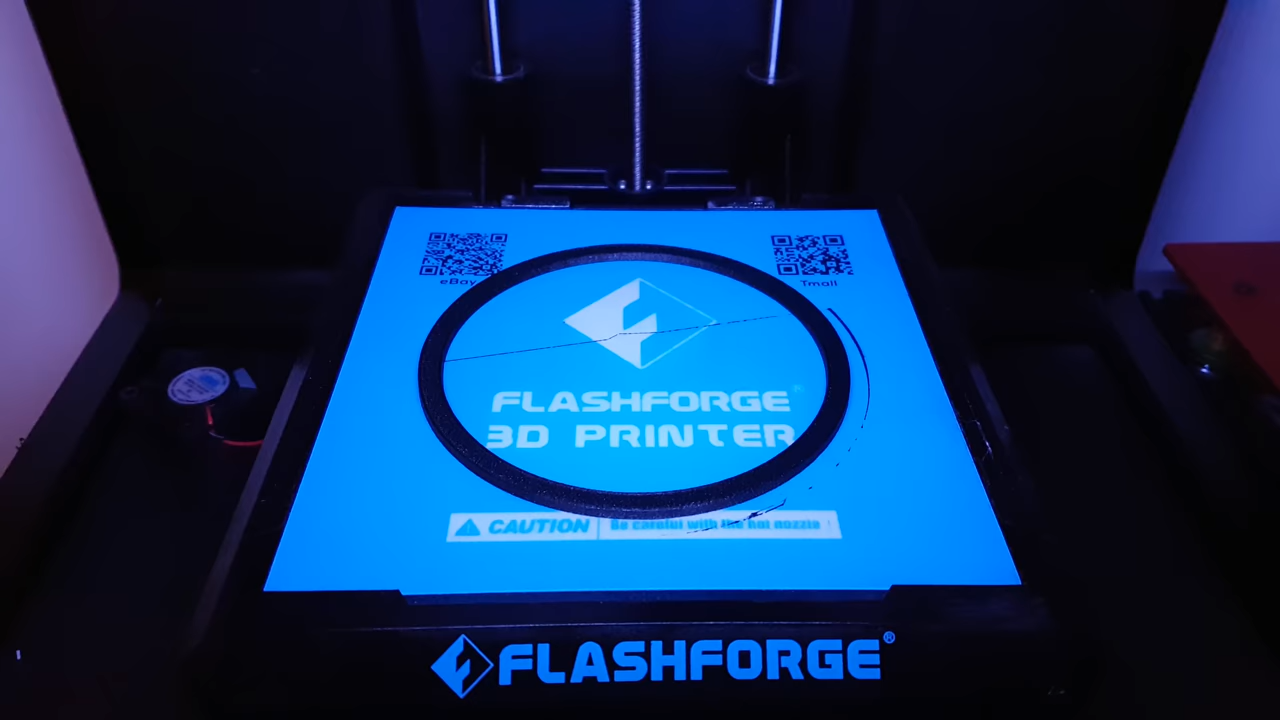 eBay
Tmall
FLASHFORGE®
3D PRINTER
CAUTION Be careful with the hot nozzle !
FLASHFORGE®